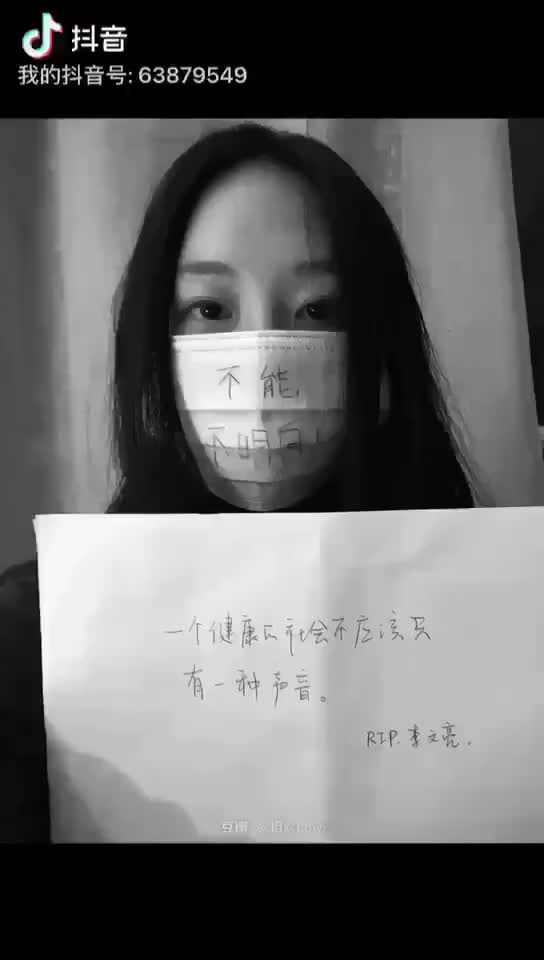 抖音
我的抖音号: 63879549
不能,
不明白!
一个健康的社会不应该只
有一种声音。
RIP. 李文亮.
豆瓣